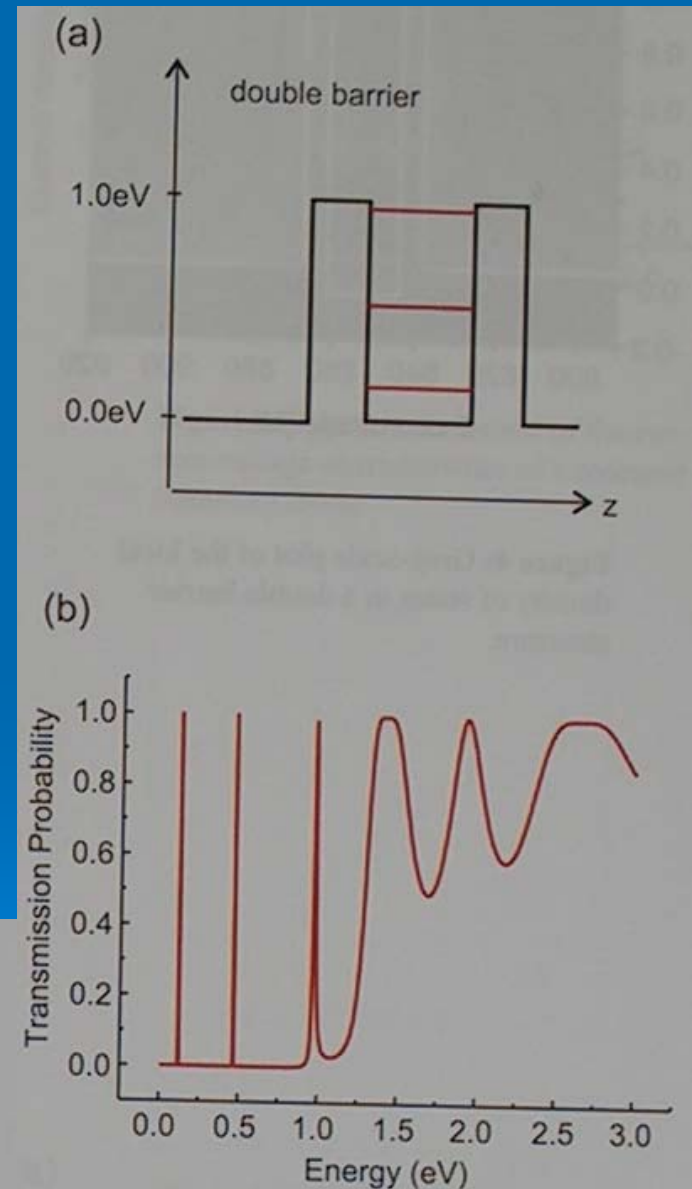 (a)
double barrier
1.0eV
0.0eV
z
(b)
Transmission Probability
1.0
0.8
0.6
0.4
0.2
0.0
0.0 0.5 1.0 1.5 2.0 2.5 3.0
Energy (eV)